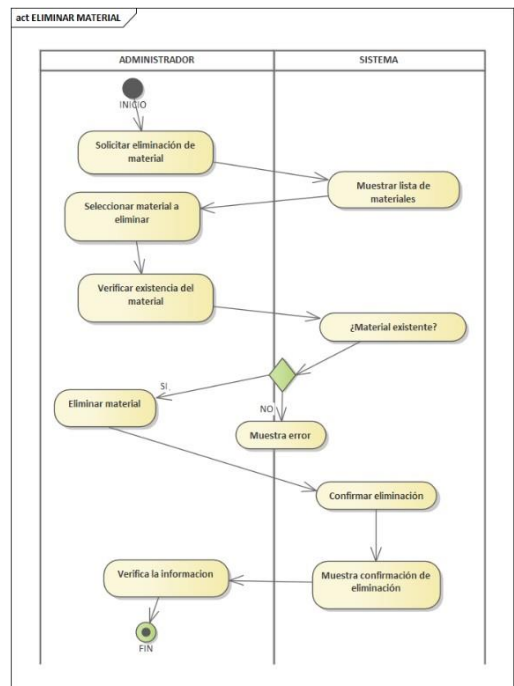 act ELIMINAR MATERIAL
ADMINISTRADOR
SISTEMA
INICIO
Solicitar eliminación de
material
Muestrar lista de
materiales
Seleccionar material a
eliminar
Verificar existencia del
material
¿Material existente?
SI
Eliminar material
NO
Muestra error
Confirmar eliminación
Muestra confirmación de
eliminación
Verifica la informacion
FIN